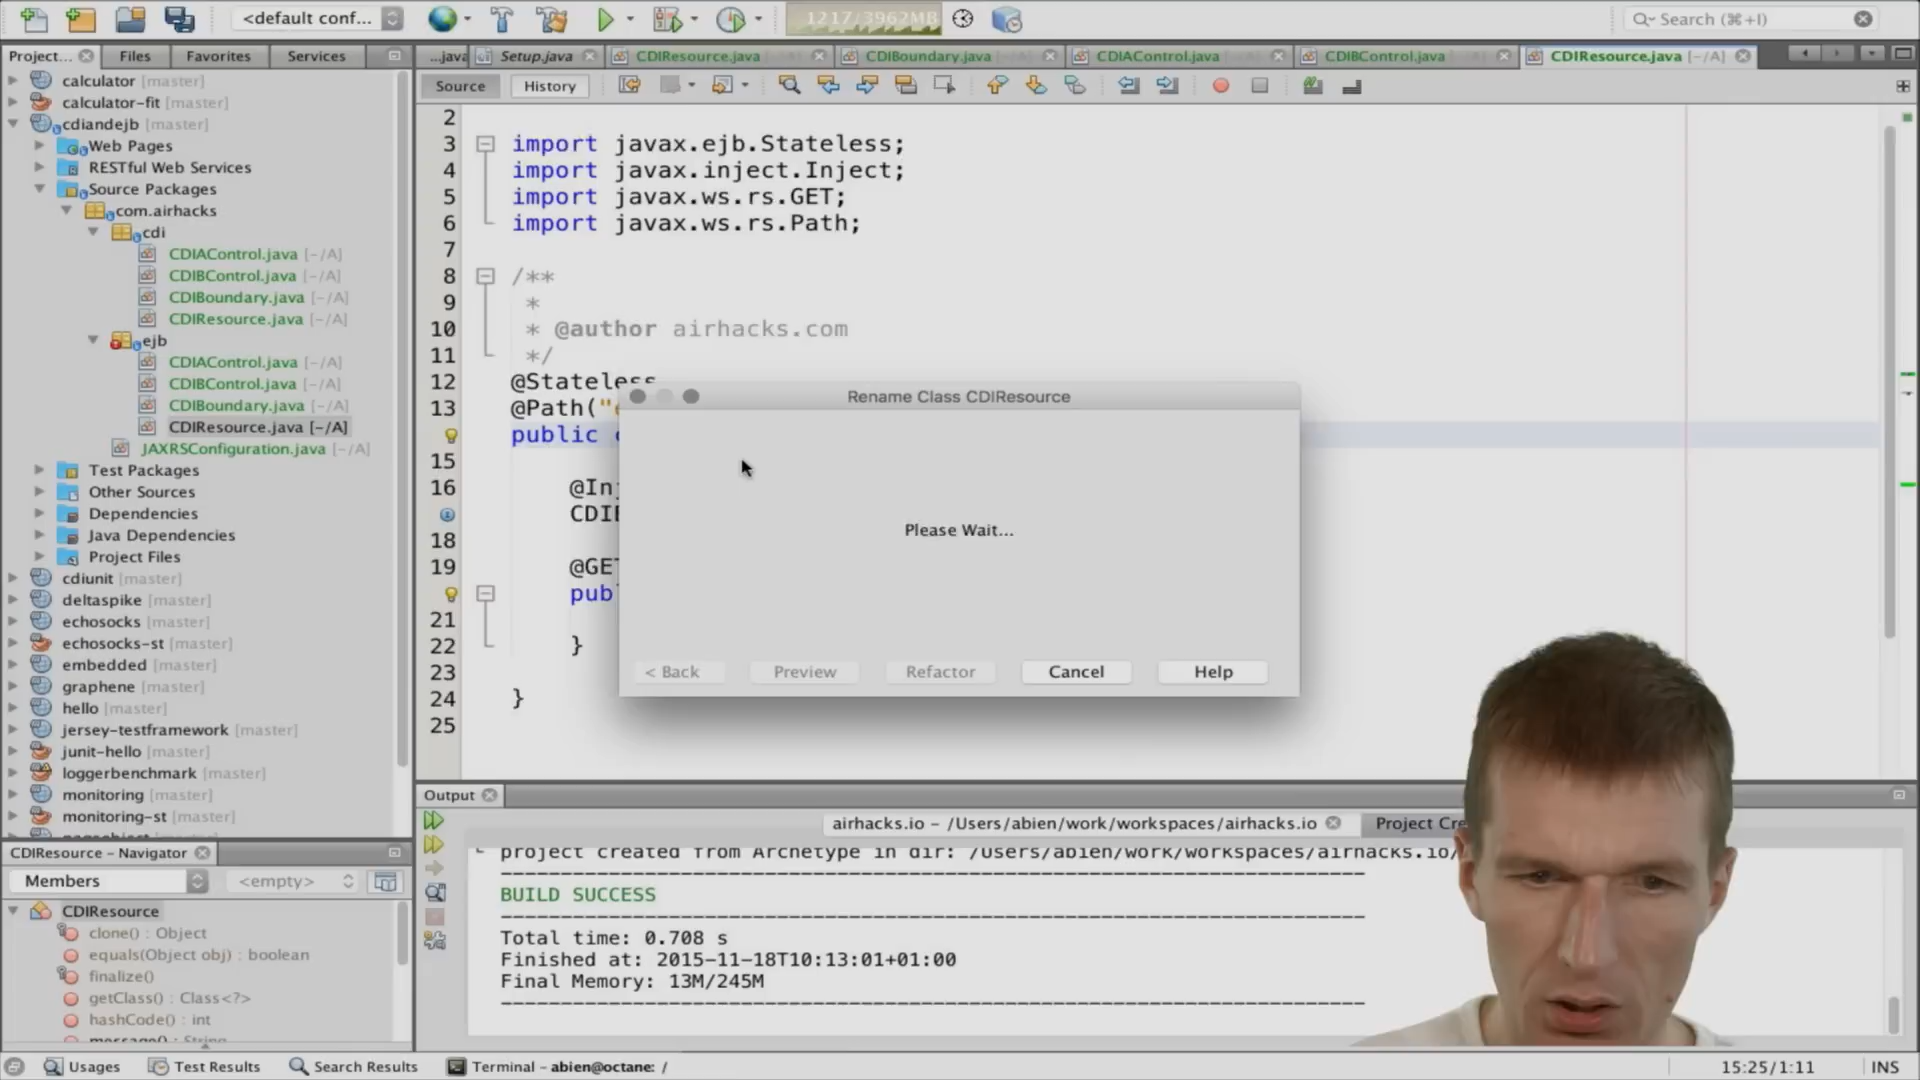 <default conf...
1217/3962MB
Search (⌘+I)
Project...
Files
Favorites
Services
...java
Setup.java
CDIResource.java
CDIBoundary.java
CDIAControl.java
CDIBControl.java
CDIResource.java [-/A]
Source
History
calculator [master]
calculator-fit [master]
cdiandejb [master]
Web Pages
RESTful Web Services
Source Packages
com.airhacks
cdi
CDIAControl.java [-/A]
CDIBControl.java [-/A]
CDIBoundary.java [-/A]
CDIResource.java [-/A]
ejb
CDIAControl.java [-/A]
CDIBControl.java [-/A]
CDIBoundary.java [-/A]
CDIResource.java [-/A]
JAXRSConfiguration.java [-/A]
Test Packages
Other Sources
Dependencies
Java Dependencies
Project Files
cdiunit [master]
deltaspike [master]
echosocks [master]
echosocks-st [master]
embedded [master]
graphene [master]
hello [master]
jersey-testframework [master]
junit-hello [master]
loggerbenchmark [master]
monitoring [master]
monitoring-st [master]
2
3 import javax.ejb.Stateless;
4 import javax.inject.Inject;
5 import javax.ws.rs.GET;
6 import javax.ws.rs.Path;
7
8 /**
9 *
10 * @author airhacks.com
11 */
12 @Stateless
13 @Path("
public
15
16 @Inj
CDIB
18
19 @GET
publ
21
22 }
23
24 }
25
Rename Class CDIResource
Please Wait...
< Back
Preview
Refactor
Cancel
Help
CDIResource - Navigator
Members
<empty>
CDIResource
clone() : Object
equals(Object obj) : boolean
finalize()
getClass() : Class<?>
hashCode() : int
message() : String
Output
airhacks.io - /Users/abien/work/workspaces/airhacks.io
Project Cre
project created from Archetype in dir: /Users/abien/work/workspaces/airhacks.io/
BUILD SUCCESS
Total time: 0.708 s
Finished at: 2015-11-18T10:13:01+01:00
Final Memory: 13M/245M
Usages
Test Results
Search Results
Terminal - abien@octane: /
15:25/1:11
INS